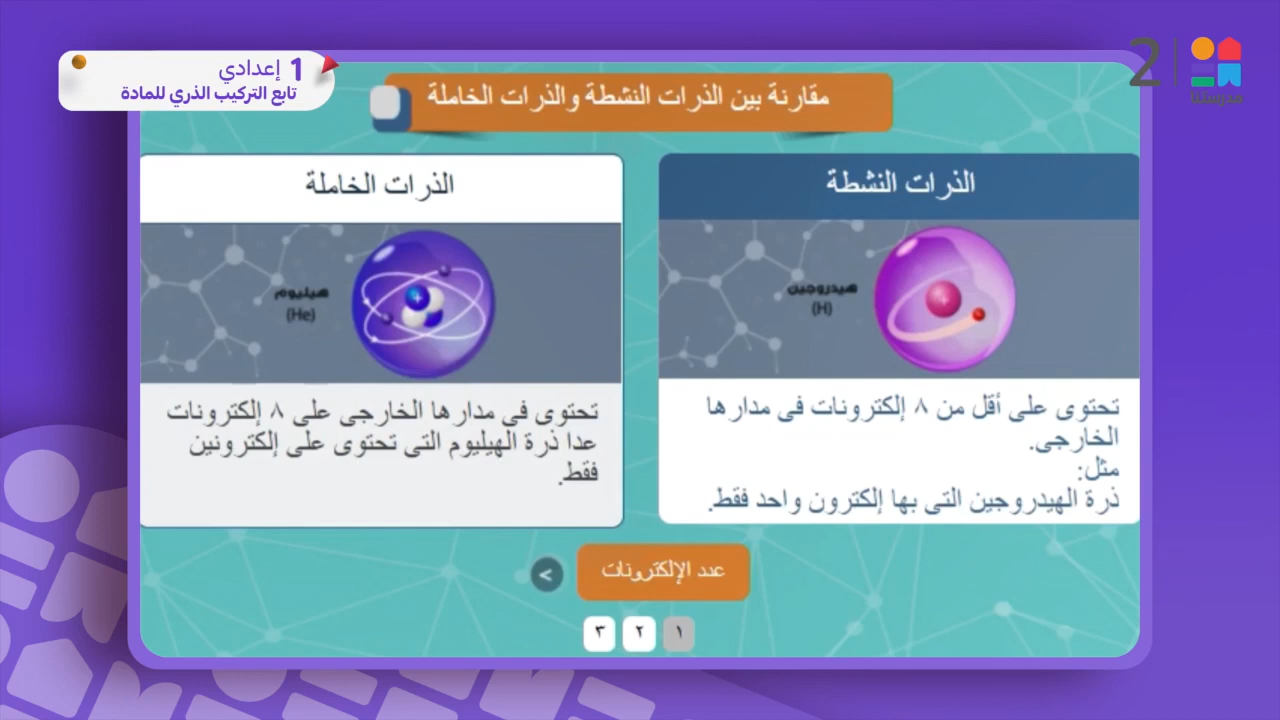 1 إعدادي
تابع التركيب الذري للمادة
2
مدرستنا
مقارنة بين الذرات النشطة والذرات الخاملة
الذرات النشطة
هيدروجين
(H)
تحتوى على أقل من ٨ إلكترونات فى مدارها
الخارجى.
مثل:
ذرة الهيدروجين التى بها إلكترون واحد فقط.
الذرات الخاملة
هيليوم
(He)
تحتوى فى مدارها الخارجى على ٨ إلكترونات
عدا ذرة الهيليوم التى تحتوى على إلكترونين
فقط.
عدد الإلكترونات
<
١ ٢ ٣